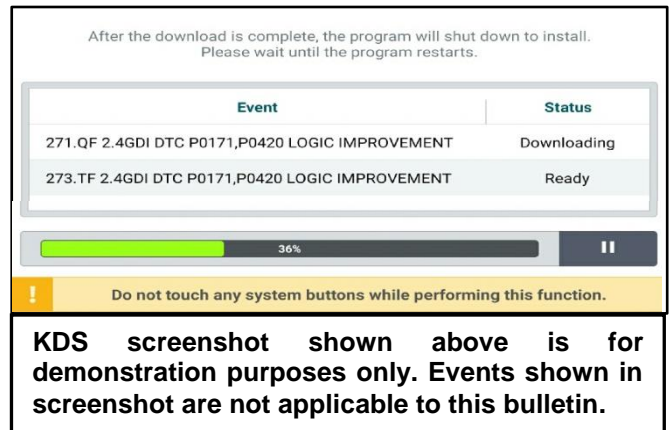 After the download is complete, the program will shut down to install.
Please wait until the program restarts.
Event Status
271.QF 2.4GDI DTC P0171,P0420 LOGIC IMPROVEMENT Downloading
273.TF 2.4GDI DTC P0171,P0420 LOGIC IMPROVEMENT Ready
36%
! Do not touch any system buttons while performing this function.
KDS screenshot shown above is for
demonstration purposes only. Events shown in
screenshot are not applicable to this bulletin.